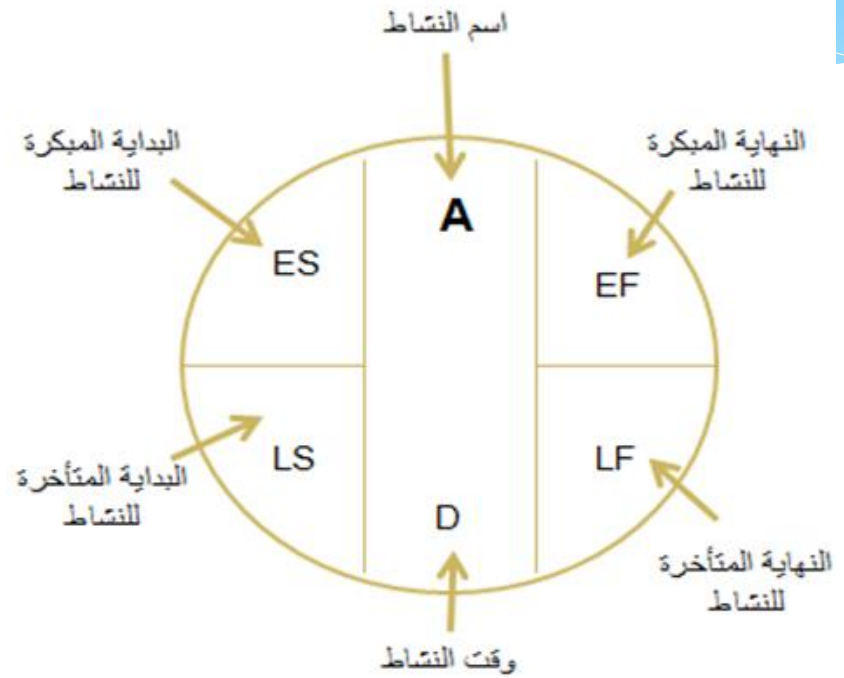 اسم النشاط
البداية المبكرة
للنشاط
النهاية المبكرة
للنشاط
A
ES
EF
LS
LF
D
البداية المتأخرة
للنشاط
النهاية المتأخرة
للنشاط
وقت النشاط